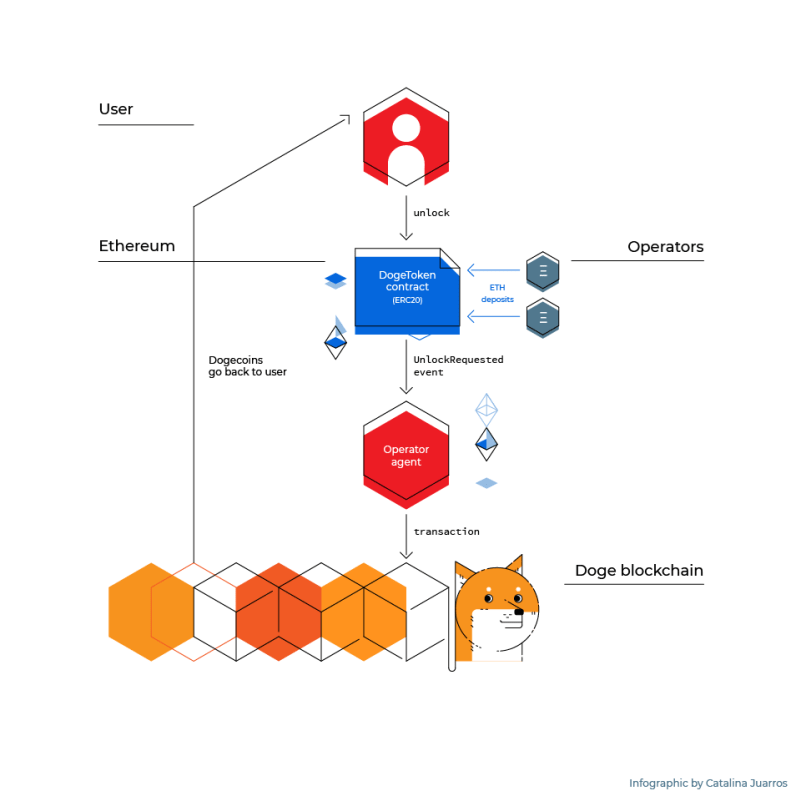 User
unlock
Ethereum
Operators
DogeToken
contract
(ERC20)
ETH
deposits
Ξ
Ξ
UnlockRequested
event
Dogecoins
go back to user
Operator
agent
transaction
Doge blockchain
Infographic by Catalina Juarros